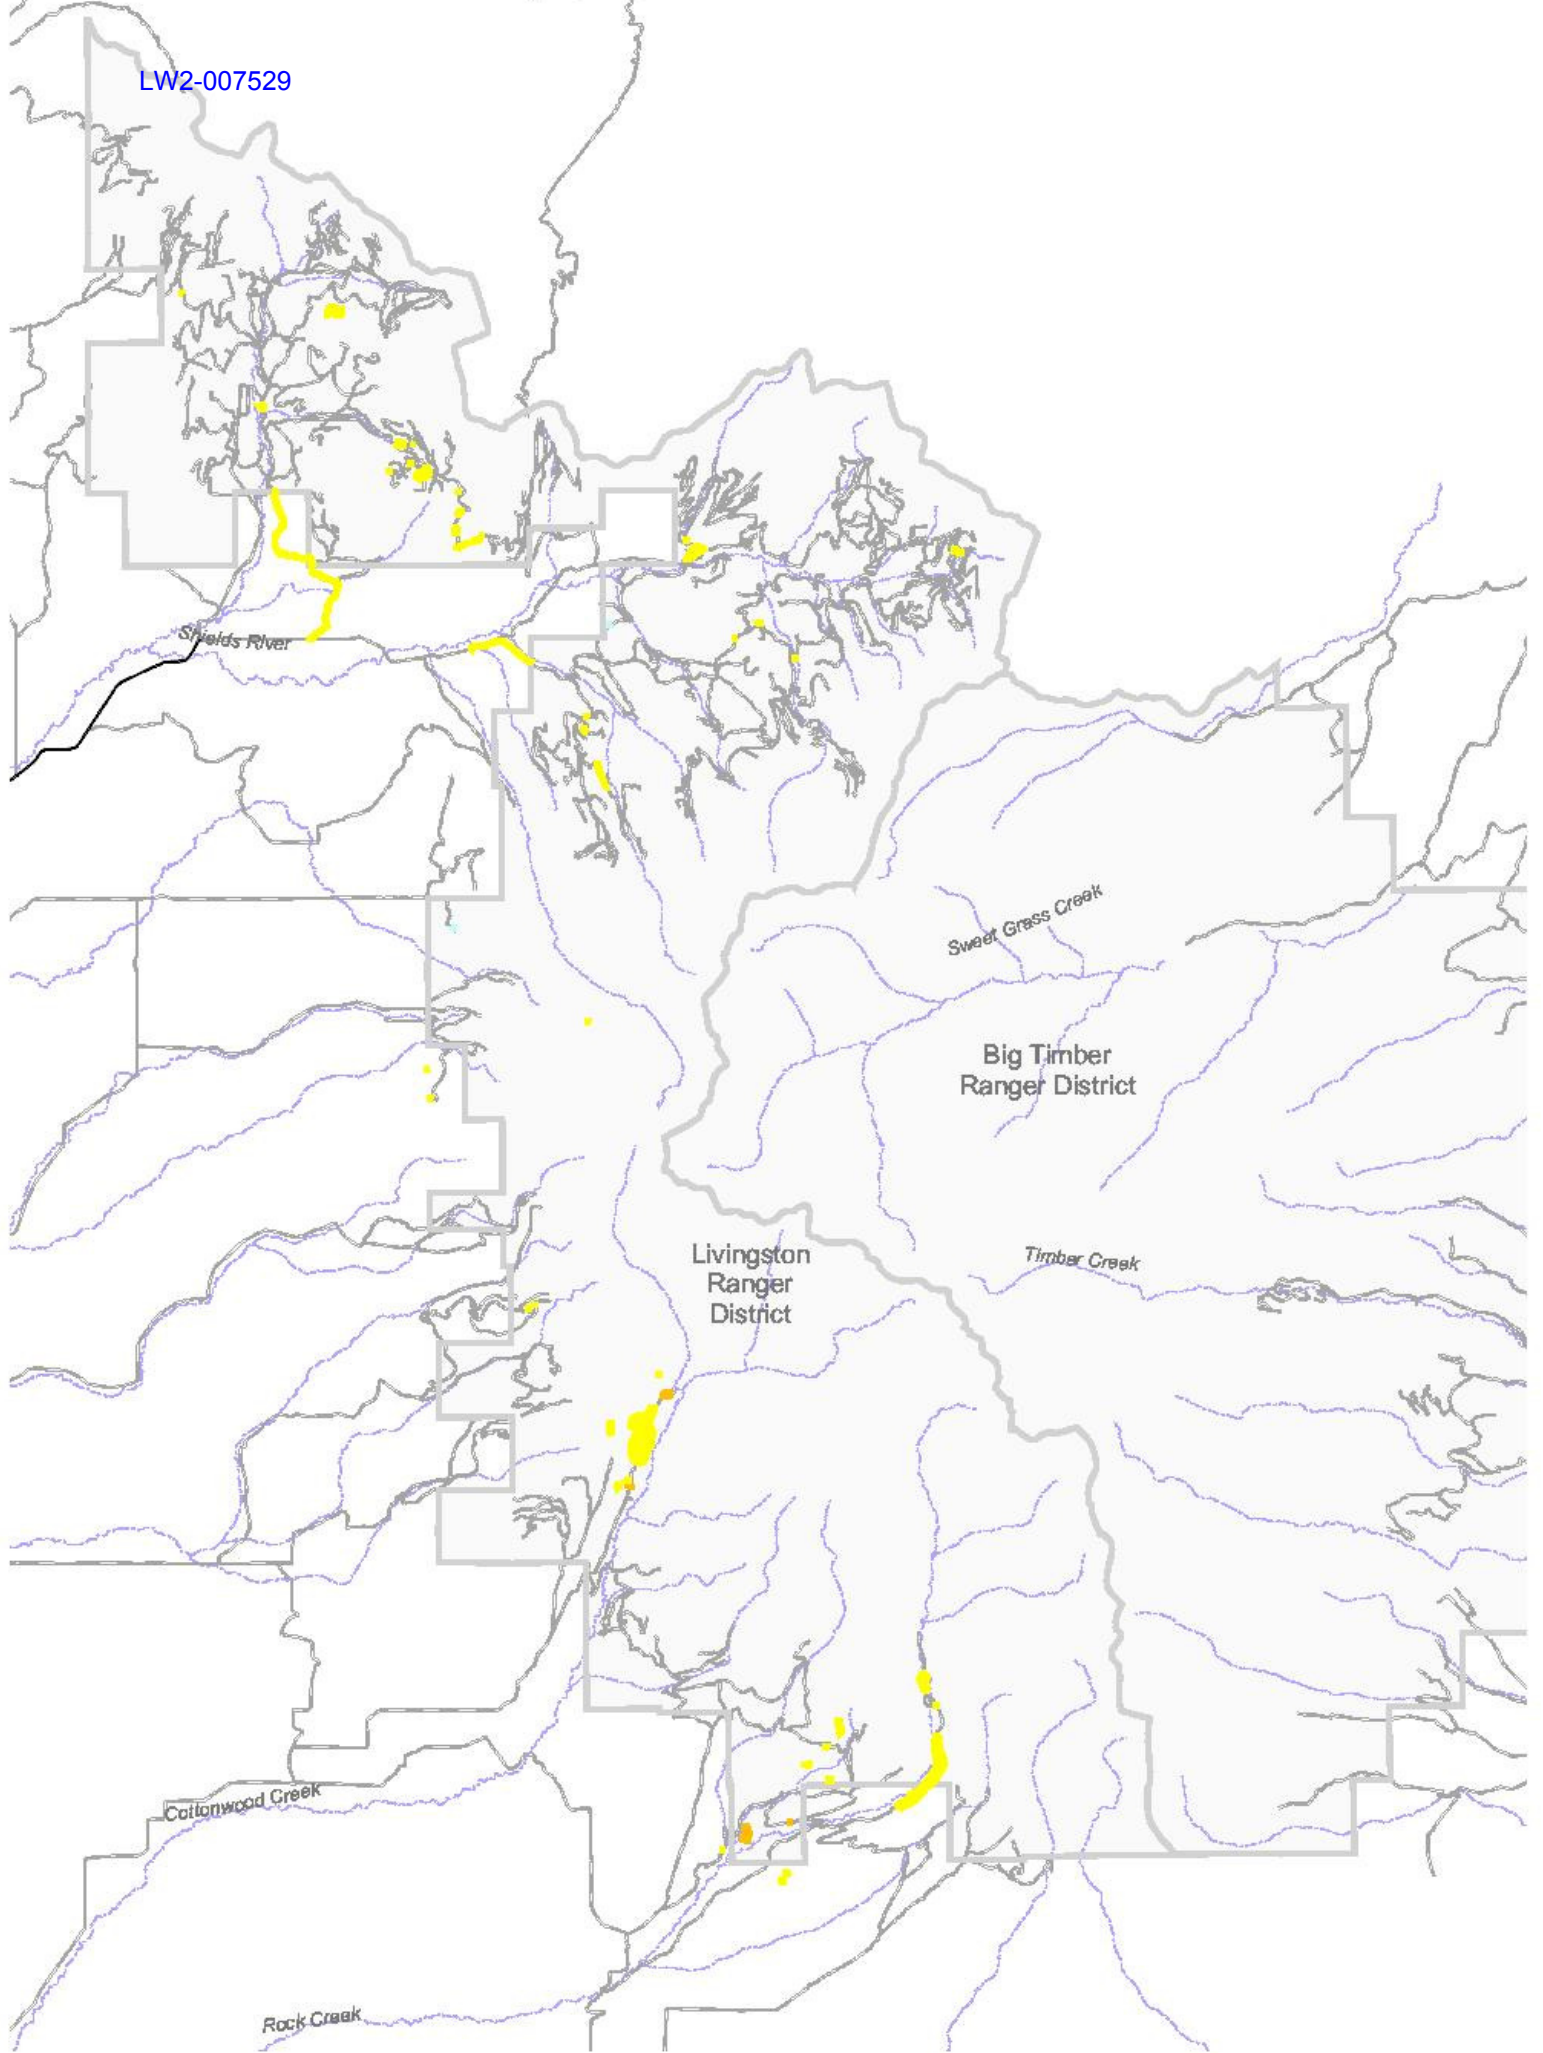 LW2-007529
Shields River
Sweet Grass Creek
Big Timber
Ranger District
Livingston
Ranger
District
Timber Creek
Cottonwood Creek
Rock Creek